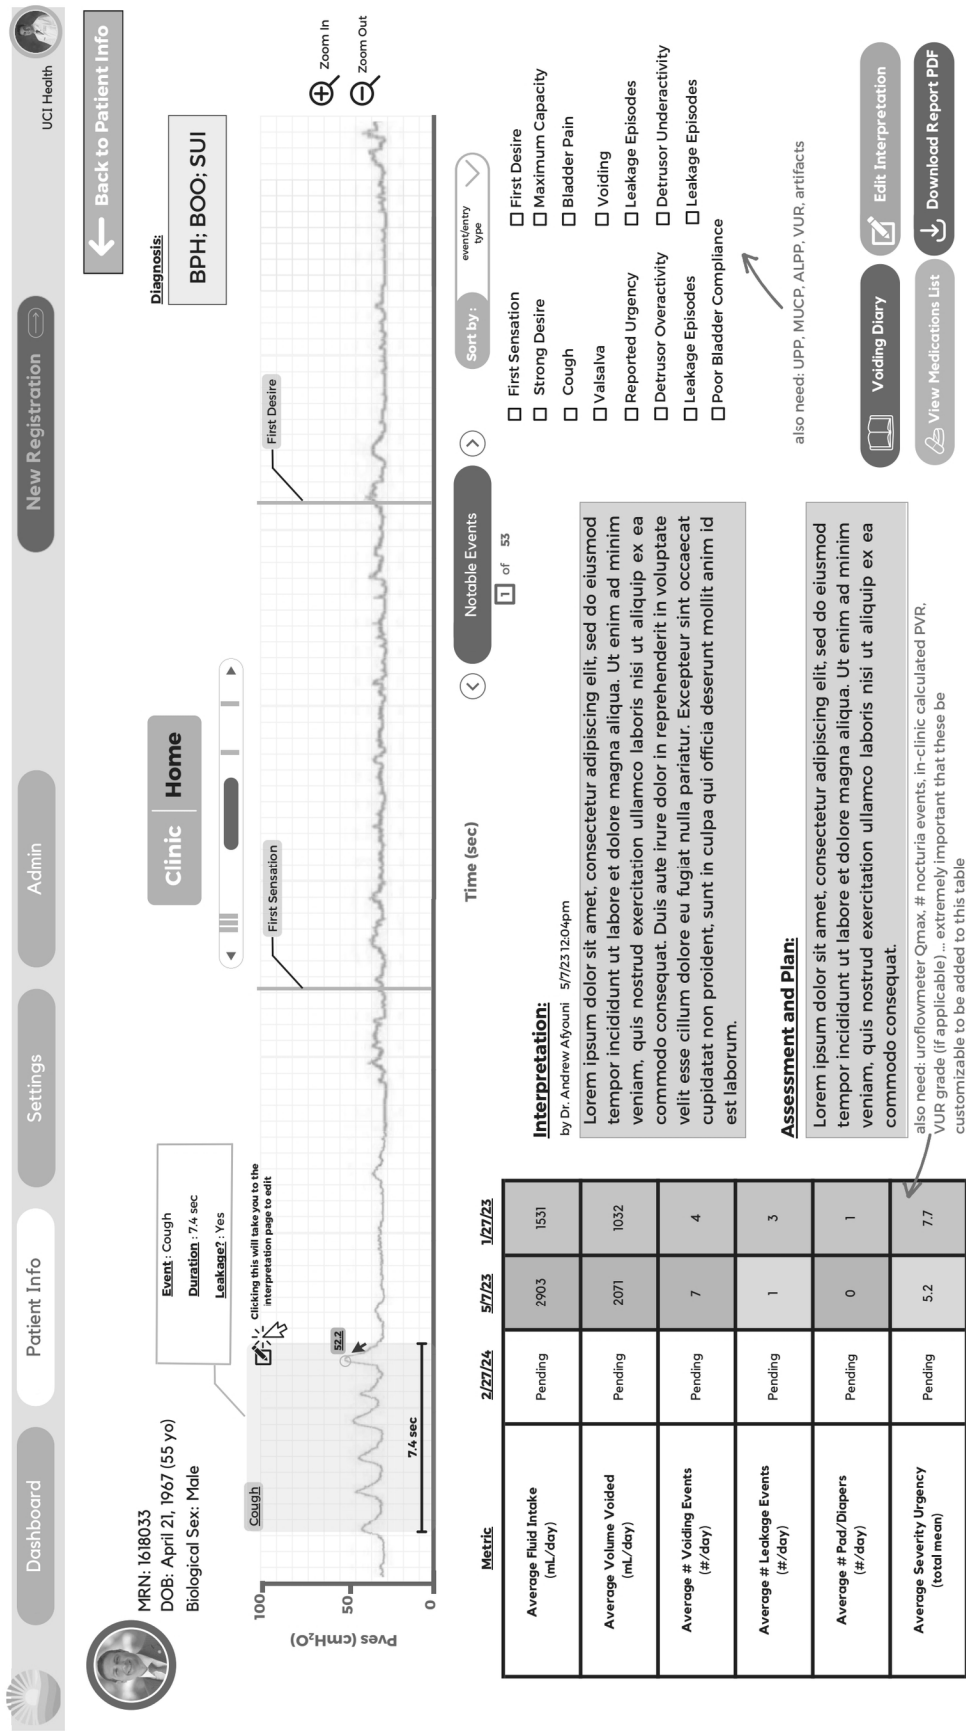 Dashboard
Patient Info
Settings
Admin
New Registration
UCI Health
MRN: 1618033
DOB: April 21, 1967 (55 yo)
Biological Sex: Male
Event : Cough
Duration : 7.4 sec
Leakage? : Yes
Clinic
Home
Diagnosis:
BPH; BOO; SUI
Back to Patient Info
Clicking this will take you to the
interpretation page to edit
Cough
52.2
7.4 sec
First Sensation
First Desire
Zoom In
Zoom Out
Pves (cmH₂O)
100
50
0
Time (sec)
Notable Events
1 of 53
Sort by :
event/entry
type
First Sensation
First Desire
Strong Desire
Maximum Capacity
Cough
Bladder Pain
Valsalva
Voiding
Reported Urgency
Leakage Episodes
Detrusor Overactivity
Detrusor Underactivity
Leakage Episodes
Leakage Episodes
Poor Bladder Compliance
also need: UPP, MUCP, ALPP, VUR, artifacts
Metric 2/27/24 5/7/23 1/27/23
Average Fluid Intake
(mL/day)
Pending 2903 1531
Average Volume Voided
(mL/day)
Pending 2071 1032
Average # Voiding Events
(#/day)
Pending 7 4
Average # Leakage Events
(#/day)
Pending 1 3
Average # Pad/Diapers
(#/day)
Pending 0 1
Average Severity Urgency
(total mean)
Pending 5.2 7.7
Interpretation:
by Dr. Andrew Afyouni 5/7/23 12:04pm
Lorem ipsum dolor sit amet, consectetur adipiscing elit, sed do eiusmod
tempor incididunt ut labore et dolore magna aliqua. Ut enim ad minim
veniam, quis nostrud exercitation ullamco laboris nisi ut aliquip ex ea
commodo consequat. Duis aute irure dolor in reprehenderit in voluptate
velit esse cillum dolore eu fugiat nulla pariatur. Excepteur sint occaecat
cupidatat non proident, sunt in culpa qui officia deserunt mollit anim id
est laborum.
Assessment and Plan:
Lorem ipsum dolor sit amet, consectetur adipiscing elit, sed do eiusmod
tempor incididunt ut labore et dolore magna aliqua. Ut enim ad minim
veniam, quis nostrud exercitation ullamco laboris nisi ut aliquip ex ea
commodo consequat.
also need: uroflowmeter Qmax, # nocturia events, in-clinic calculated PVR,
VUR grade (if applicable) ... extremely important that these be
customizable to be added to this table
Voiding Diary
Edit Interpretation
View Medications List
Download Report PDF